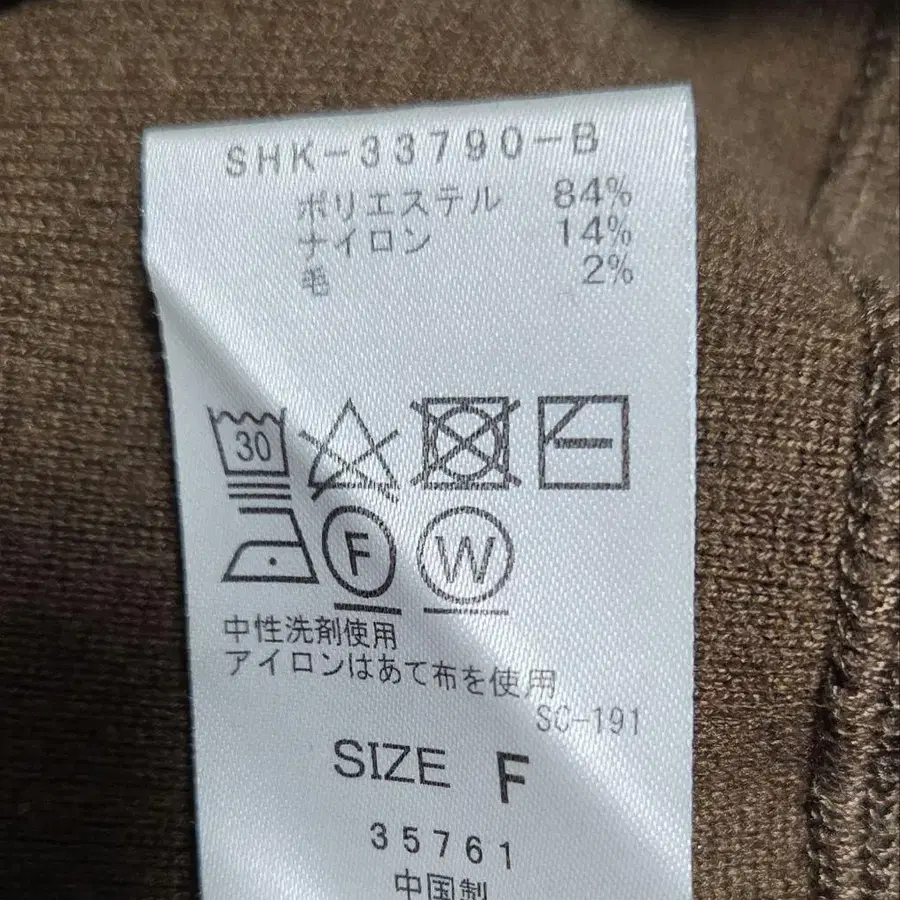 SHK-33790-B
ポリエステル 84%
ナイロン 14%
毛 2%
30
F W
中性洗剤使用
アイロンはあて布を使用
SC-191
SIZE F
35761
中国製